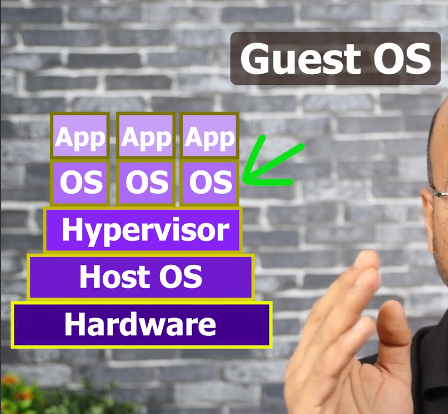 Guest OS
App App App
OS OS OS
Hypervisor
Host OS
Hardware